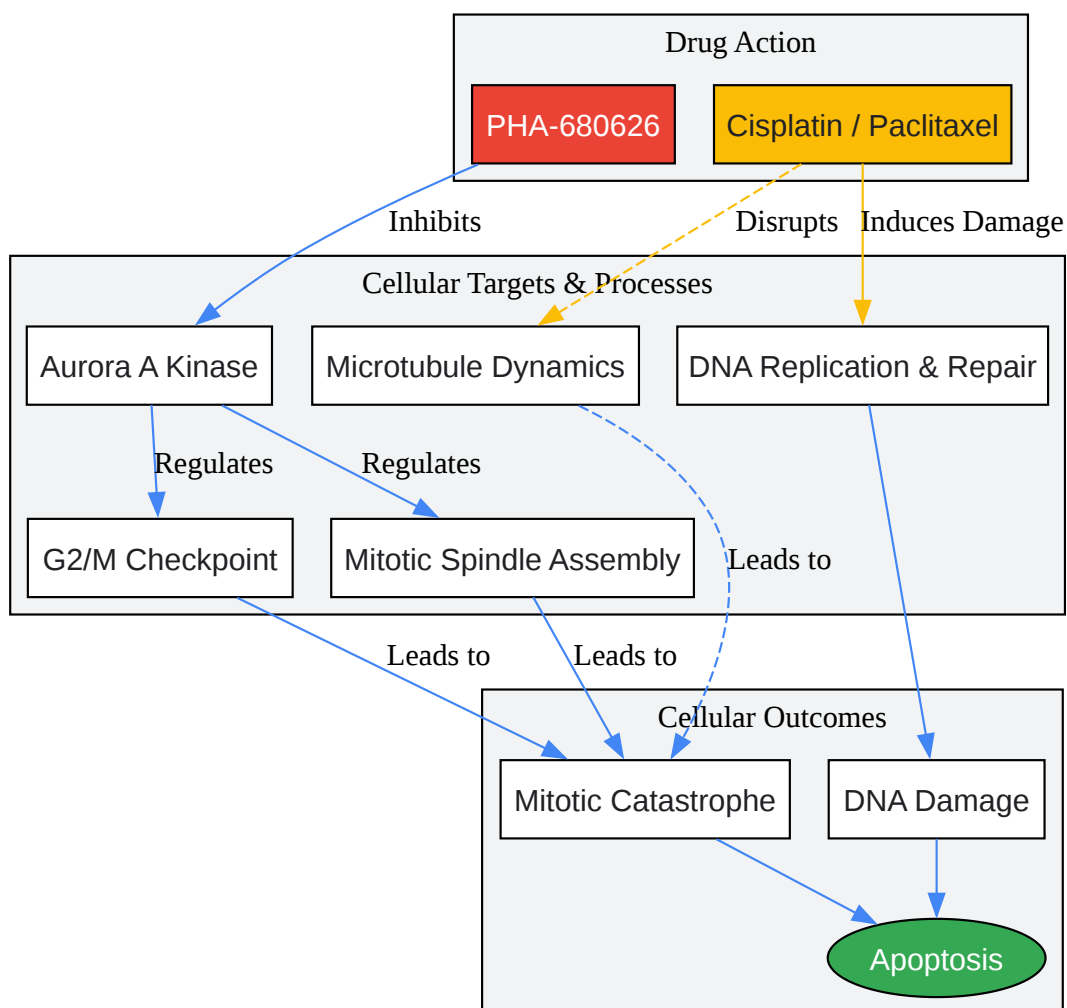 Drug Action
PHA-680626
Cisplatin / Paclitaxel
Inhibits
Disrupts
Induces Damage
Cellular Targets & Processes
Aurora A Kinase
Microtubule Dynamics
DNA Replication & Repair
Regulates
Regulates
G2/M Checkpoint
Mitotic Spindle Assembly
Leads to
Leads to
Leads to
Cellular Outcomes
Mitotic Catastrophe
DNA Damage
Apoptosis